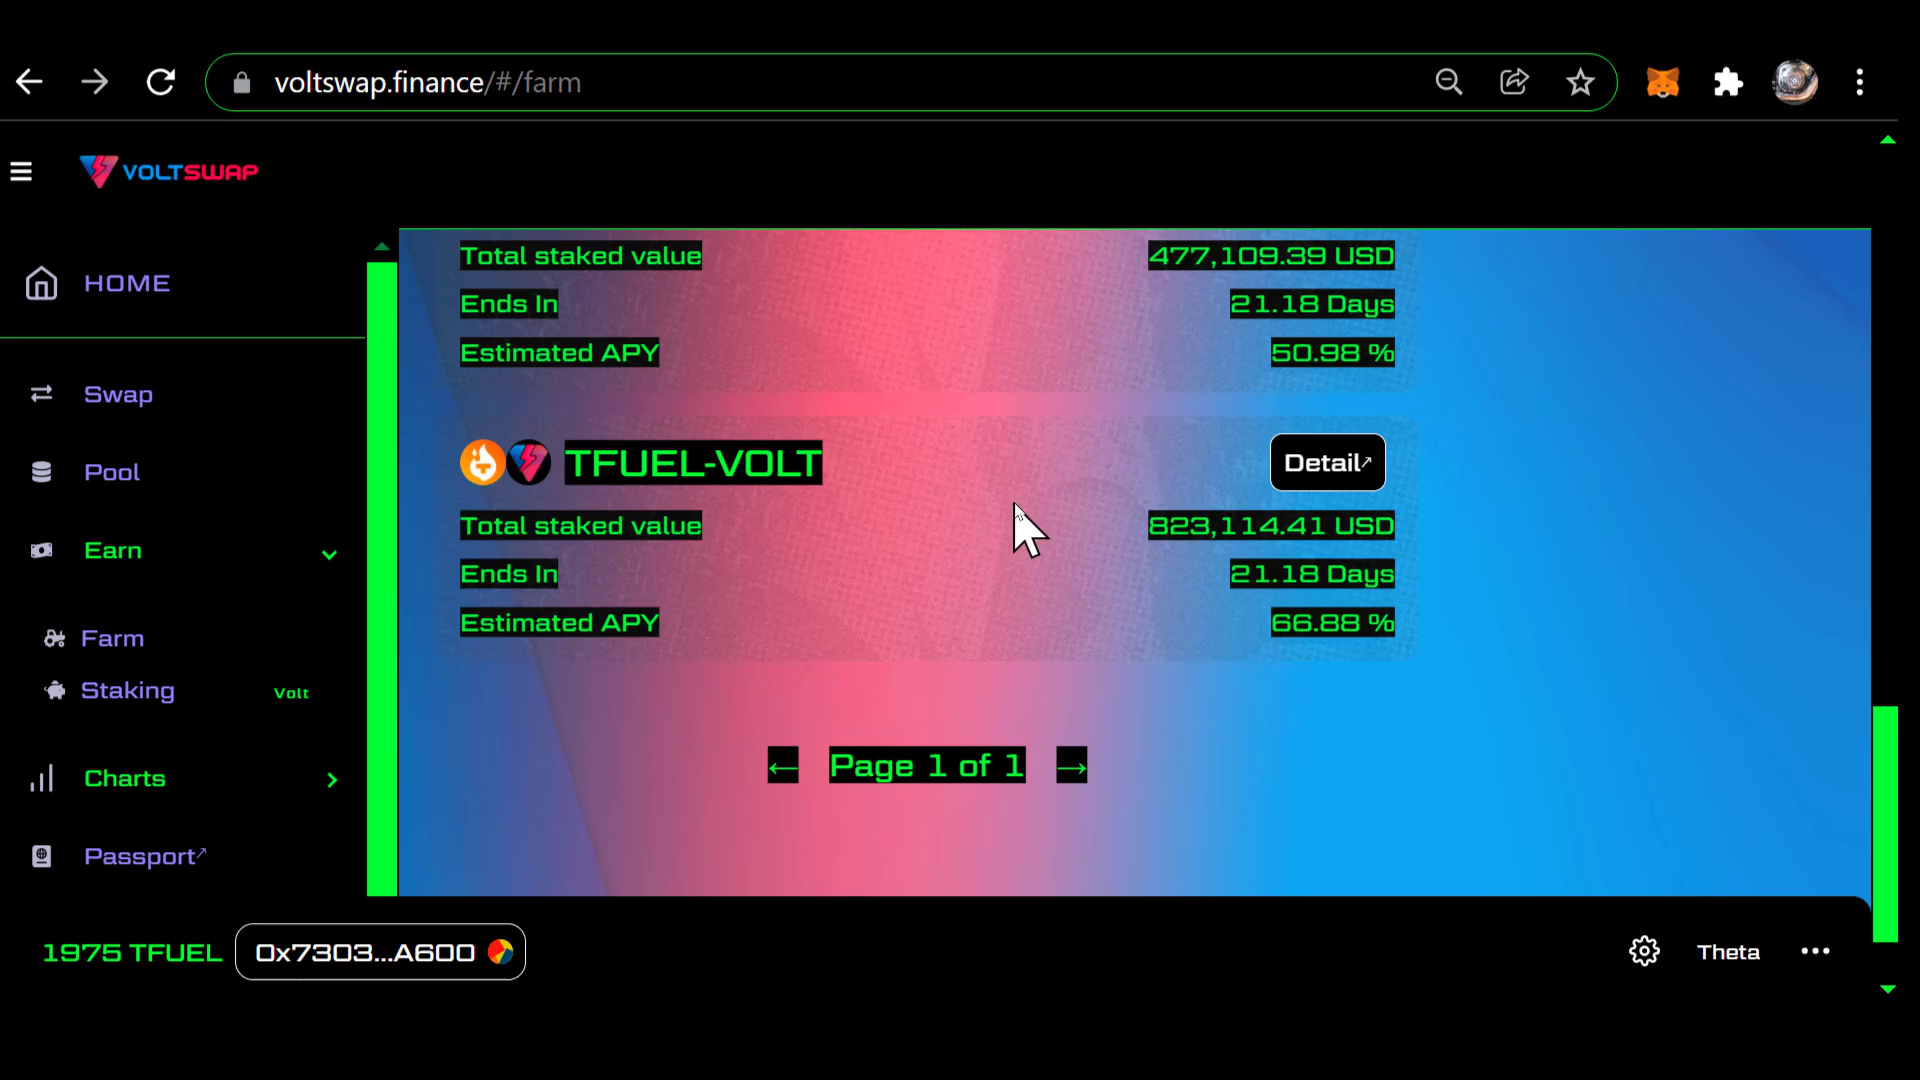 voltswap.finance/#/farm
VOLTSWAP
HOME
Swap
Pool
Earn
Farm
Staking Volt
Charts
Passport↗
Total staked value 477,109.39 USD
Ends In 21.18 Days
Estimated APY 50.98 %
TFUEL-VOLT Detail↗
Total staked value 823,114.41 USD
Ends In 21.18 Days
Estimated APY 66.88 %
← Page 1 of 1 →
1975 TFUEL 0x7303...A600 Theta